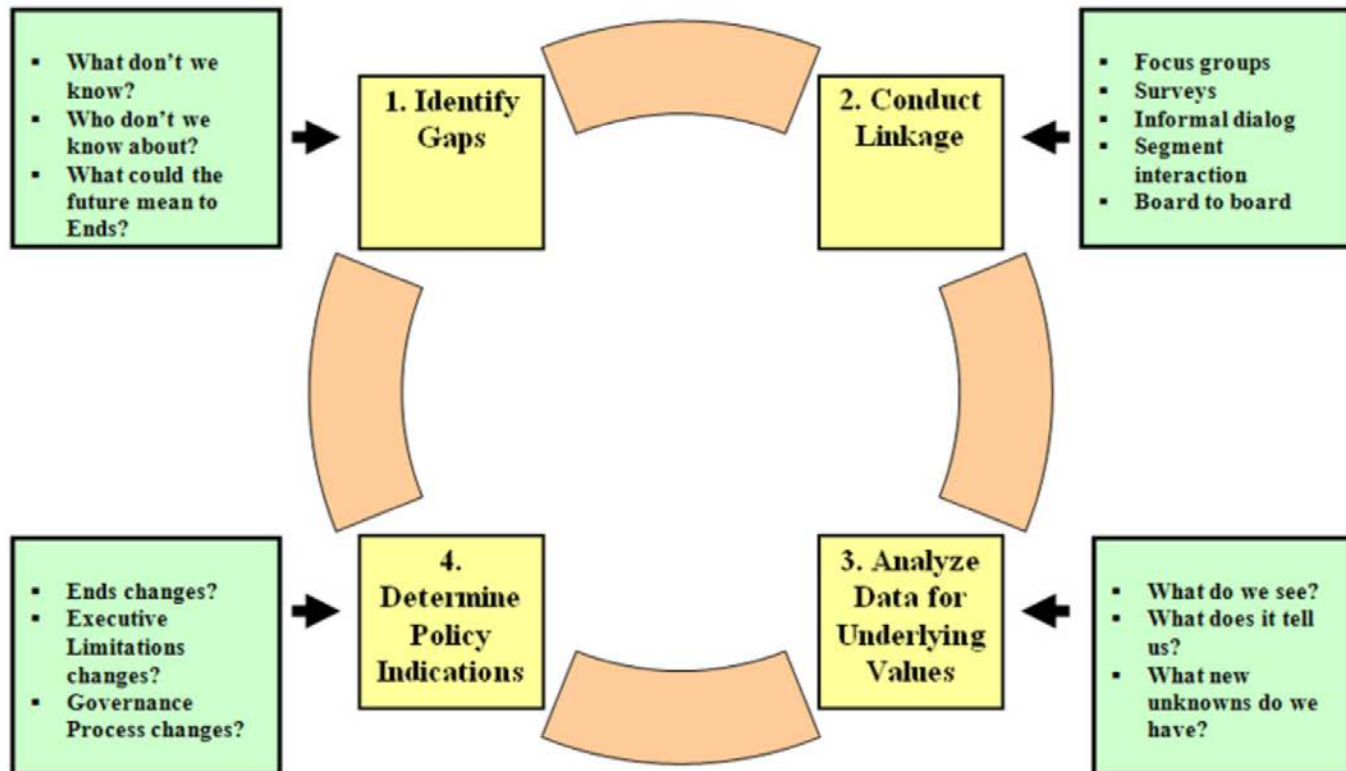 ▪ What don't we
know?
▪ Who don't we
know about?
▪ What could the
future mean to
Ends?
1. Identify
Gaps
2. Conduct
Linkage
▪ Focus groups
▪ Surveys
▪ Informal dialog
▪ Segment
interaction
▪ Board to board
▪ Ends changes?
▪ Executive
Limitations
changes?
▪ Governance
Process changes?
4.
Determine
Policy
Indications
3. Analyze
Data for
Underlying
Values
▪ What do we see?
▪ What does it tell
us?
▪ What new
unknowns do we
have?